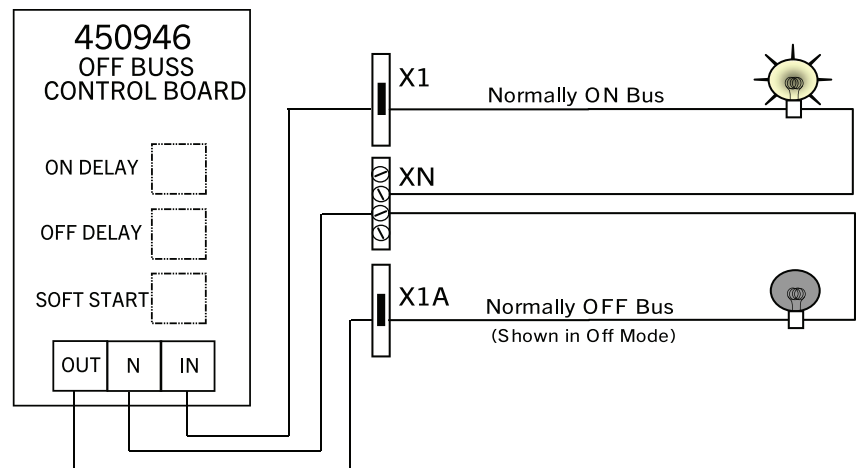 450946
OFF BUSS
CONTROL BOARD
ON DELAY
OFF DELAY
SOFT START
OUT N IN
X1
Normally ON Bus
XN
X1A
Normally OFF Bus
(Shown in Off Mode)